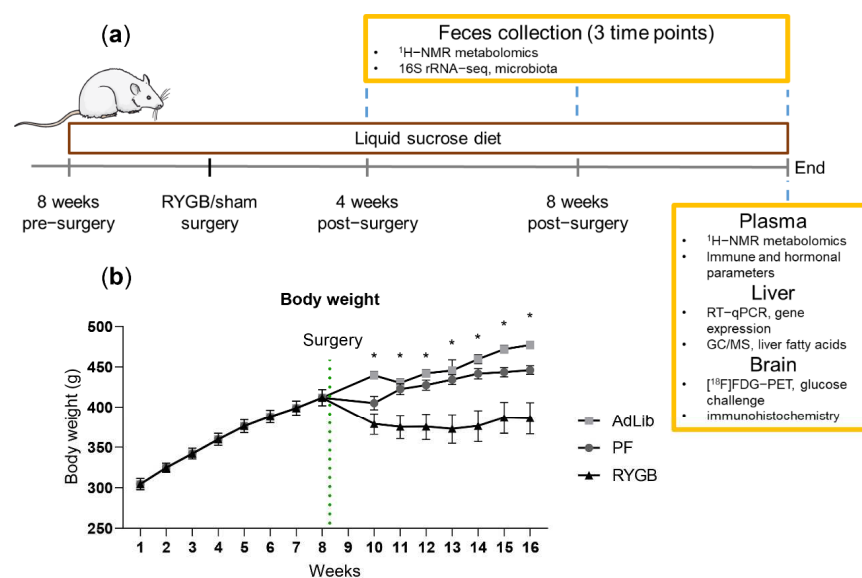 (a)
Feces collection (3 time points)
• ¹H−NMR metabolomics
• 16S rRNA−seq, microbiota
Liquid sucrose diet
End
8 weeks
pre−surgery
RYGB/sham
surgery
4 weeks
post−surgery
8 weeks
post−surgery
Plasma
• ¹H−NMR metabolomics
• Immune and hormonal
parameters
Liver
• RT−qPCR, gene
expression
• GC/MS, liver fatty acids
Brain
• [¹⁸F]FDG−PET, glucose
challenge
• immunohistochemistry
(b)
Body weight
Surgery
* * * * * * *
Body weight (g)
500
450
400
350
300
250
1 2 3 4 5 6 7 8 9 10 11 12 13 14 15 16
Weeks
AdLib
PF
RYGB